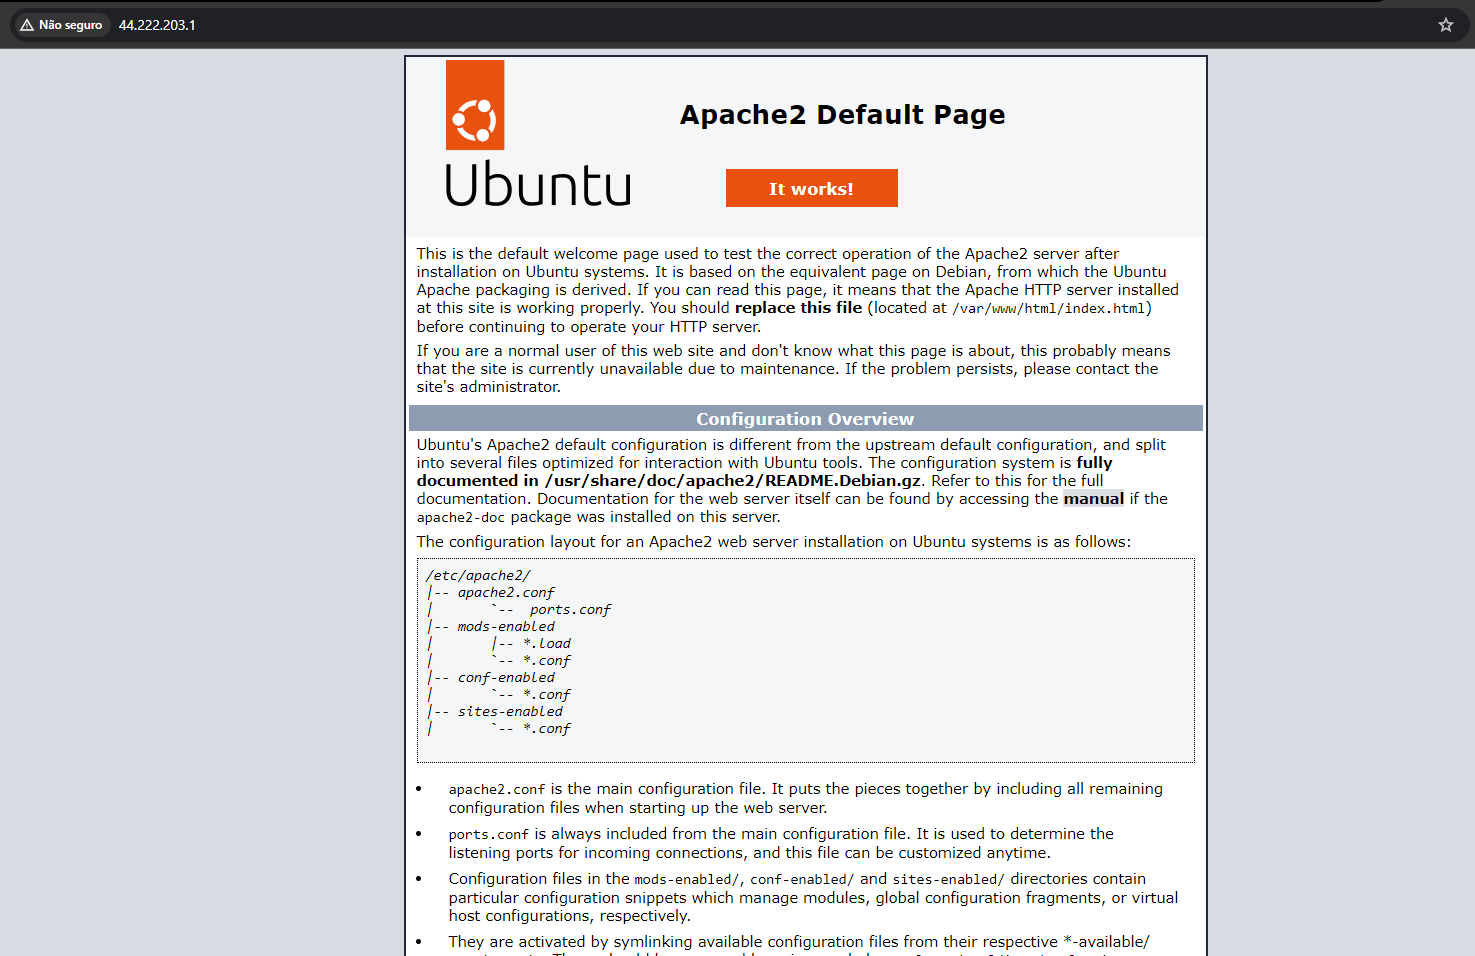 Não seguro 44.222.203.1
Apache2 Default Page
Ubuntu
It works!
This is the default welcome page used to test the correct operation of the Apache2 server after
installation on Ubuntu systems. It is based on the equivalent page on Debian, from which the Ubuntu
Apache packaging is derived. If you can read this page, it means that the Apache HTTP server installed
at this site is working properly. You should replace this file (located at /var/www/html/index.html)
before continuing to operate your HTTP server.
If you are a normal user of this web site and don't know what this page is about, this probably means
that the site is currently unavailable due to maintenance. If the problem persists, please contact the
site's administrator.
Configuration Overview
Ubuntu's Apache2 default configuration is different from the upstream default configuration, and split
into several files optimized for interaction with Ubuntu tools. The configuration system is fully
documented in /usr/share/doc/apache2/README.Debian.gz. Refer to this for the full
documentation. Documentation for the web server itself can be found by accessing the manual if the
apache2-doc package was installed on this server.
The configuration layout for an Apache2 web server installation on Ubuntu systems is as follows:
/etc/apache2/
|-- apache2.conf
|       `--  ports.conf
|-- mods-enabled
|       |-- *.load
|       `-- *.conf
|-- conf-enabled
|       `-- *.conf
|-- sites-enabled
|       `-- *.conf
• apache2.conf is the main configuration file. It puts the pieces together by including all remaining
configuration files when starting up the web server.
• ports.conf is always included from the main configuration file. It is used to determine the
listening ports for incoming connections, and this file can be customized anytime.
• Configuration files in the mods-enabled/, conf-enabled/ and sites-enabled/ directories contain
particular configuration snippets which manage modules, global configuration fragments, or virtual
host configurations, respectively.
• They are activated by symlinking available configuration files from their respective *-available/